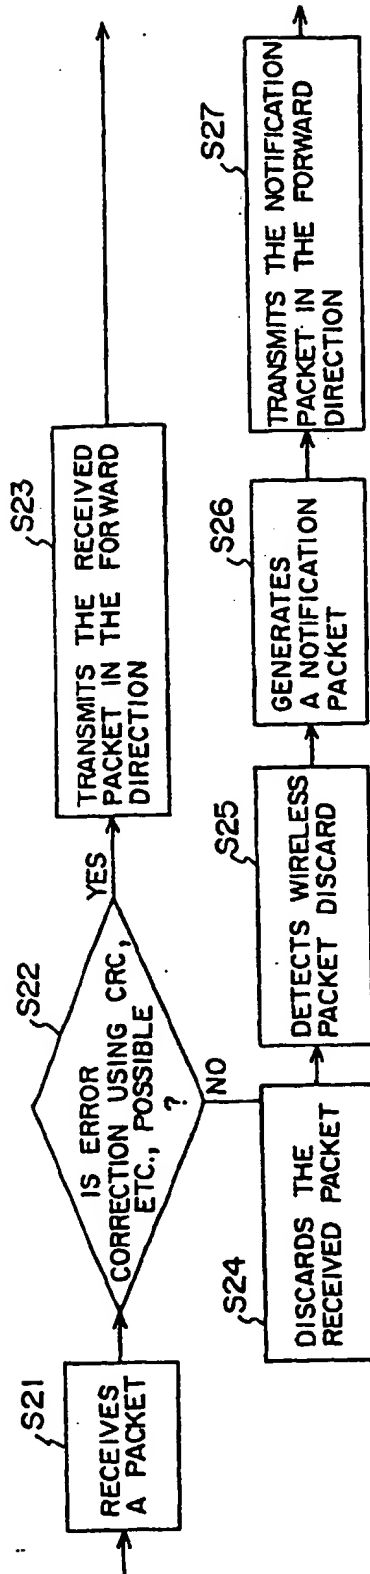 S21
RECEIVES
A PACKET
S22
IS ERROR
CORRECTION USING CRC,
ETC., POSSIBLE
?
YES
NO
S23
TRANSMITS THE RECEIVED
PACKET IN THE FORWARD
DIRECTION
S24
DISCARDS THE
RECEIVED PACKET
S25
DETECTS WIRELESS
PACKET DISCARD
S26
GENERATES
A NOTIFICATION
PACKET
S27
TRANSMITS THE NOTIFICATION
PACKET IN THE FORWARD
DIRECTION